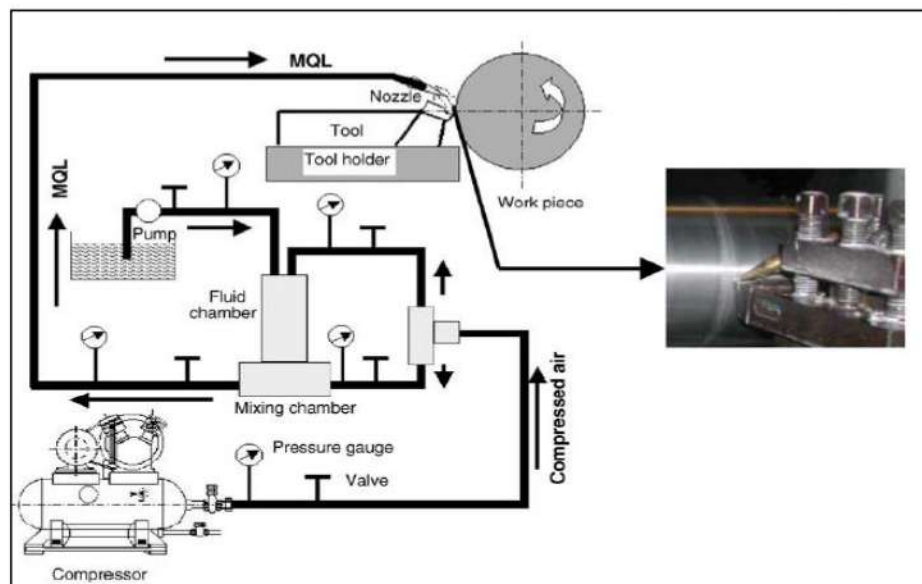 MQL
Nozzle
Tool
Tool holder
MQL
Work piece
Pump
Fluid
chamber
Mixing chamber
Compressed air
Pressure gauge
Valve
Compressor